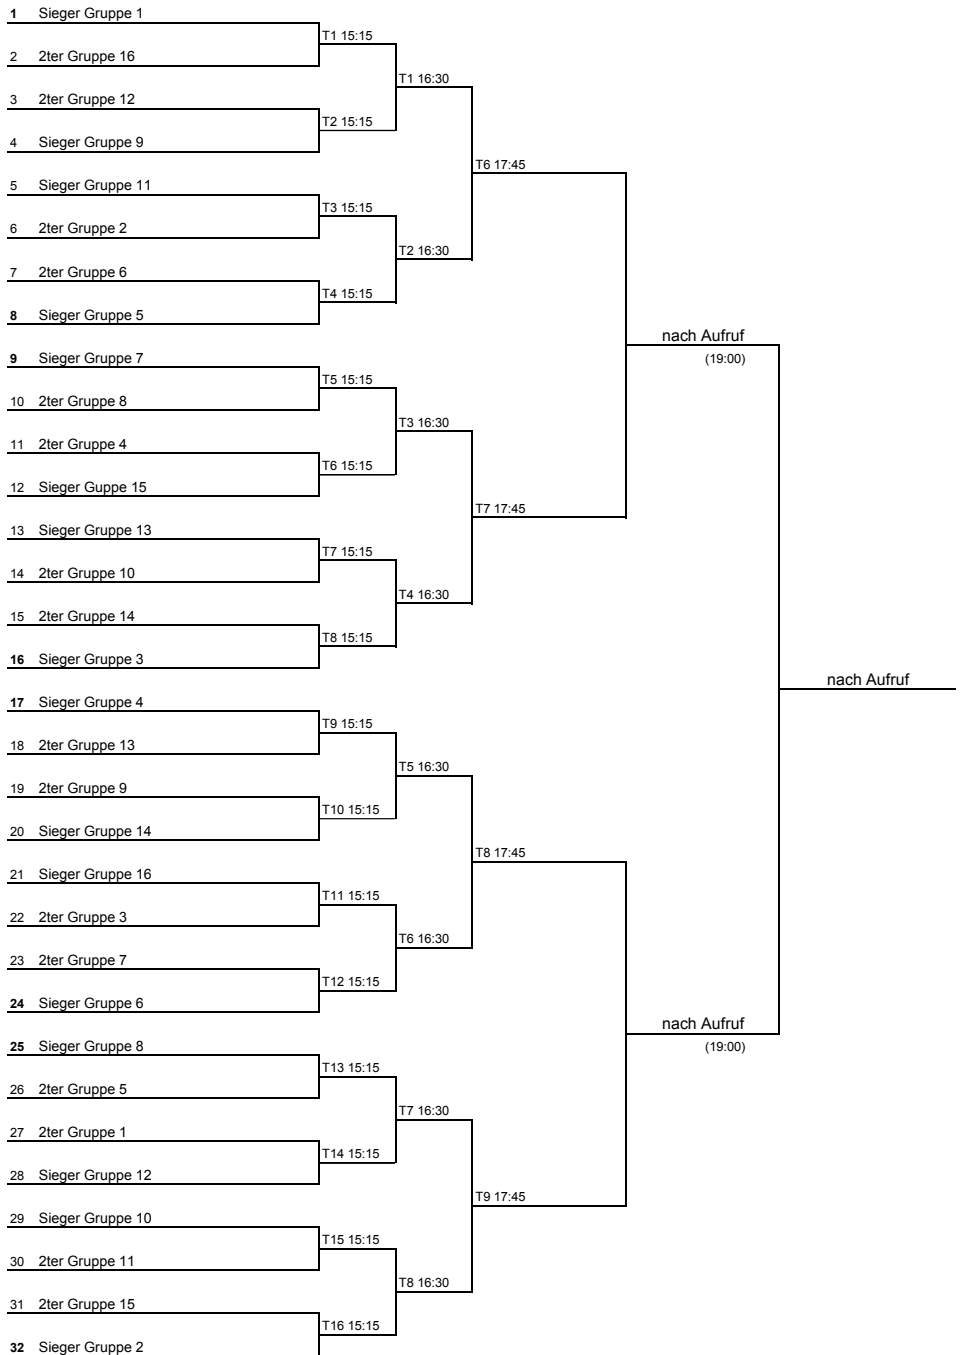 1 Sieger Gruppe 1
T1 15:15
2 2ter Gruppe 16
T1 16:30
3 2ter Gruppe 12
T2 15:15
4 Sieger Gruppe 9
T6 17:45
5 Sieger Gruppe 11
T3 15:15
6 2ter Gruppe 2
T2 16:30
7 2ter Gruppe 6
T4 15:15
8 Sieger Gruppe 5
nach Aufruf
(19:00)
9 Sieger Gruppe 7
T5 15:15
10 2ter Gruppe 8
T3 16:30
11 2ter Gruppe 4
T6 15:15
12 Sieger Guppe 15
T7 17:45
13 Sieger Gruppe 13
T7 15:15
14 2ter Gruppe 10
T4 16:30
15 2ter Gruppe 14
T8 15:15
16 Sieger Gruppe 3
nach Aufruf
17 Sieger Gruppe 4
T9 15:15
18 2ter Gruppe 13
T5 16:30
19 2ter Gruppe 9
T10 15:15
20 Sieger Gruppe 14
T8 17:45
21 Sieger Gruppe 16
T11 15:15
22 2ter Gruppe 3
T6 16:30
23 2ter Gruppe 7
T12 15:15
24 Sieger Gruppe 6
nach Aufruf
(19:00)
25 Sieger Gruppe 8
T13 15:15
26 2ter Gruppe 5
T7 16:30
27 2ter Gruppe 1
T14 15:15
28 Sieger Gruppe 12
T9 17:45
29 Sieger Gruppe 10
T15 15:15
30 2ter Gruppe 11
T8 16:30
31 2ter Gruppe 15
T16 15:15
32 Sieger Gruppe 2